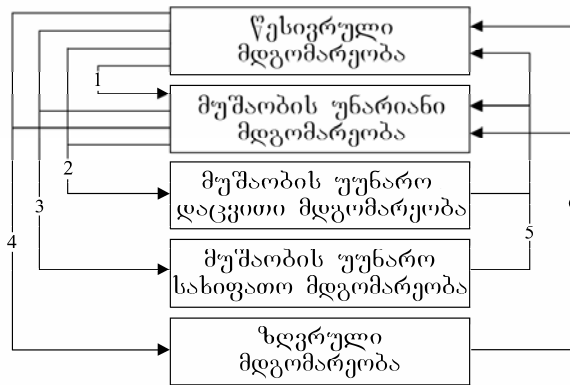 წესივრული
მდგომარეობა
1
მუშაობის უნარიანი
მდგომარეობა
2
მუშაობის უუნარო
დაცვითი მდგომარეობა
3
5
4
მუშაობის უუნარო
სახიფათო მდგომარეობა
ზღვრული
მდგომარეობა